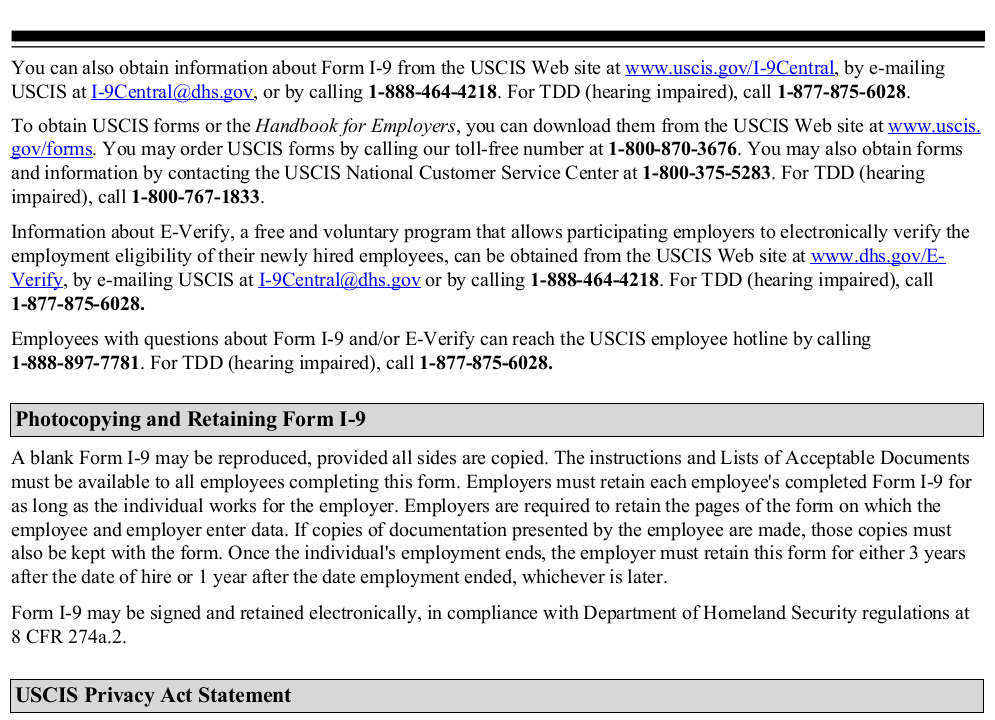 You can also obtain information about Form I-9 from the USCIS Web site at www.uscis.gov/I-9Central, by e-mailing
USCIS at I-9Central@dhs.gov, or by calling 1-888-464-4218. For TDD (hearing impaired), call 1-877-875-6028.
To obtain USCIS forms or the Handbook for Employers, you can download them from the USCIS Web site at www.uscis.
gov/forms. You may order USCIS forms by calling our toll-free number at 1-800-870-3676. You may also obtain forms
and information by contacting the USCIS National Customer Service Center at 1-800-375-5283. For TDD (hearing
impaired), call 1-800-767-1833.
Information about E-Verify, a free and voluntary program that allows participating employers to electronically verify the
employment eligibility of their newly hired employees, can be obtained from the USCIS Web site at www.dhs.gov/E-
Verify, by e-mailing USCIS at I-9Central@dhs.gov or by calling 1-888-464-4218. For TDD (hearing impaired), call
1-877-875-6028.
Employees with questions about Form I-9 and/or E-Verify can reach the USCIS employee hotline by calling
1-888-897-7781. For TDD (hearing impaired), call 1-877-875-6028.
Photocopying and Retaining Form I-9
A blank Form I-9 may be reproduced, provided all sides are copied. The instructions and Lists of Acceptable Documents
must be available to all employees completing this form. Employers must retain each employee's completed Form I-9 for
as long as the individual works for the employer. Employers are required to retain the pages of the form on which the
employee and employer enter data. If copies of documentation presented by the employee are made, those copies must
also be kept with the form. Once the individual's employment ends, the employer must retain this form for either 3 years
after the date of hire or 1 year after the date employment ended, whichever is later.
Form I-9 may be signed and retained electronically, in compliance with Department of Homeland Security regulations at
8 CFR 274a.2.
USCIS Privacy Act Statement